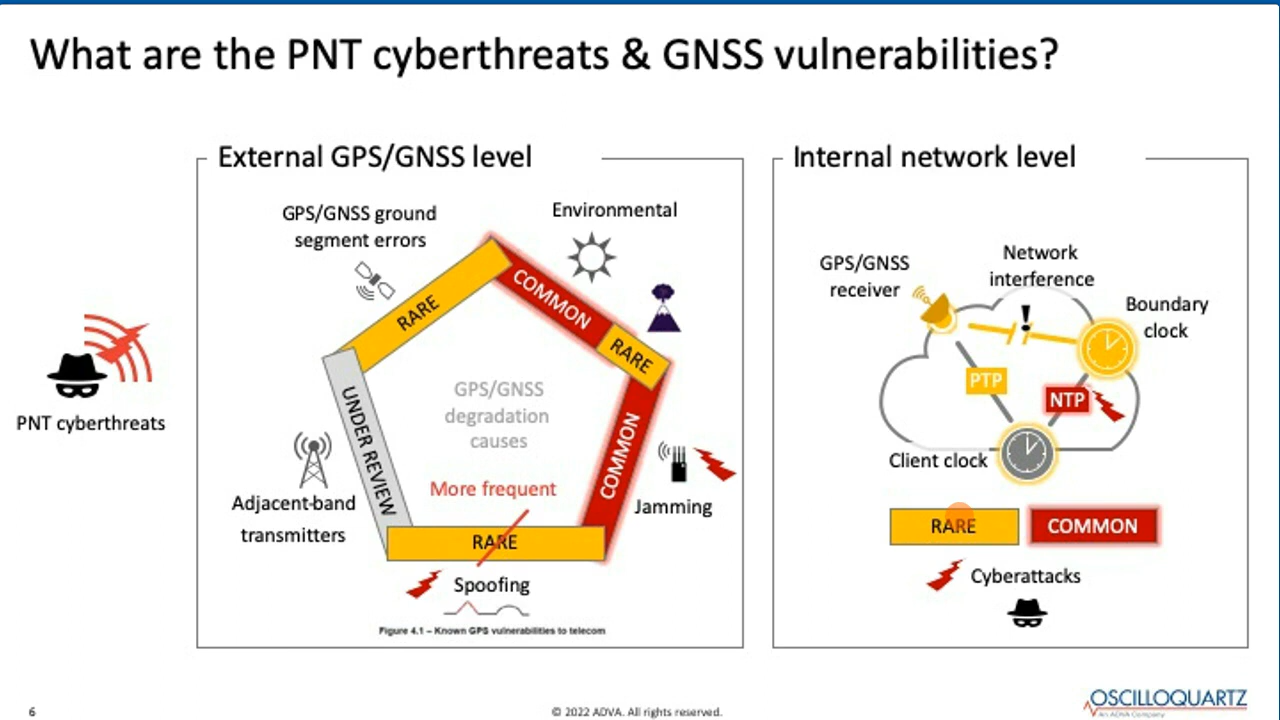 What are the PNT cyberthreats & GNSS vulnerabilities?
External GPS/GNSS level
GPS/GNSS ground
segment errors
Environmental
RARE
COMMON
RARE
UNDER REVIEW
GPS/GNSS
degradation
causes
COMMON
More frequent
PNT cyberthreats
Adjacent-band
transmitters
Jamming
RARE
Spoofing
Figure 4.1 – Known GPS vulnerabilities to telecom
Internal network level
GPS/GNSS
receiver
Network
interference
!
Boundary
clock
PTP
NTP
Client clock
RARE
COMMON
Cyberattacks
6
© 2022 ADVA. All rights reserved.
OSCILLOQUARTZ
An ADVA Company